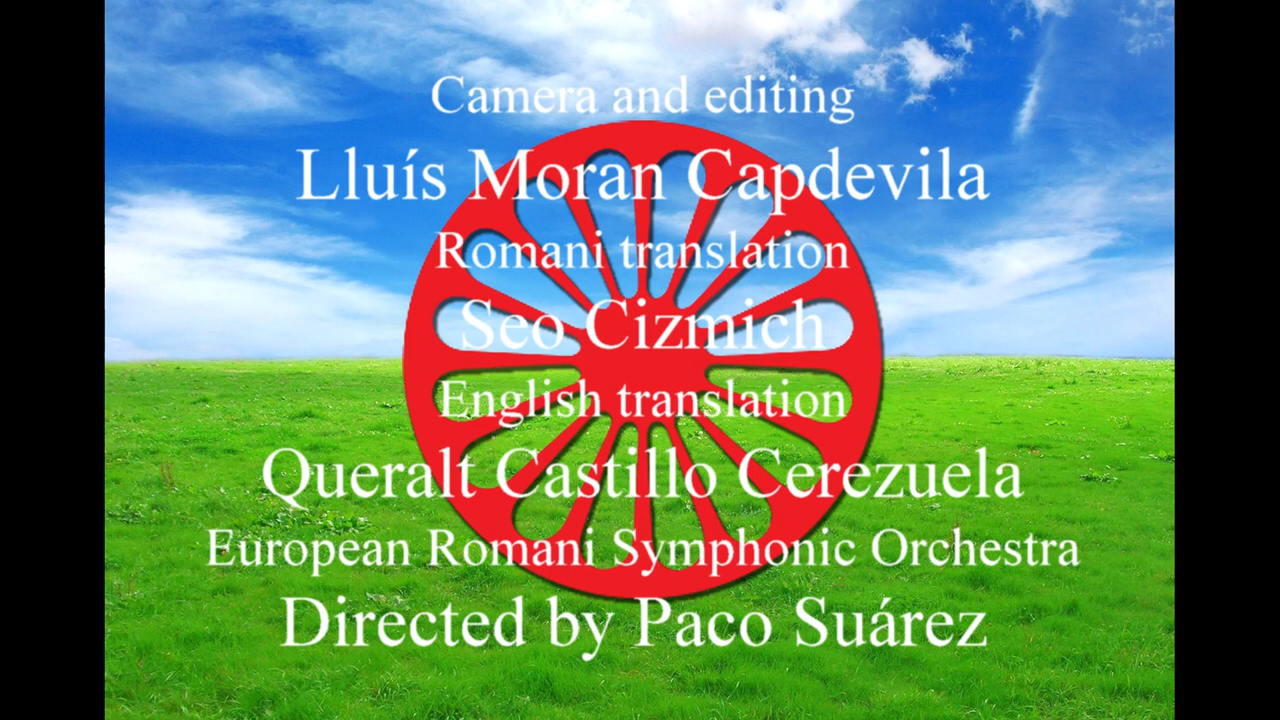 Camera and editing
Lluís Moran Capdevila
Romani translation
Seo Cizmich
English translation
Queralt Castillo Cerezuela
European Romani Symphonic Orchestra
Directed by Paco Suárez